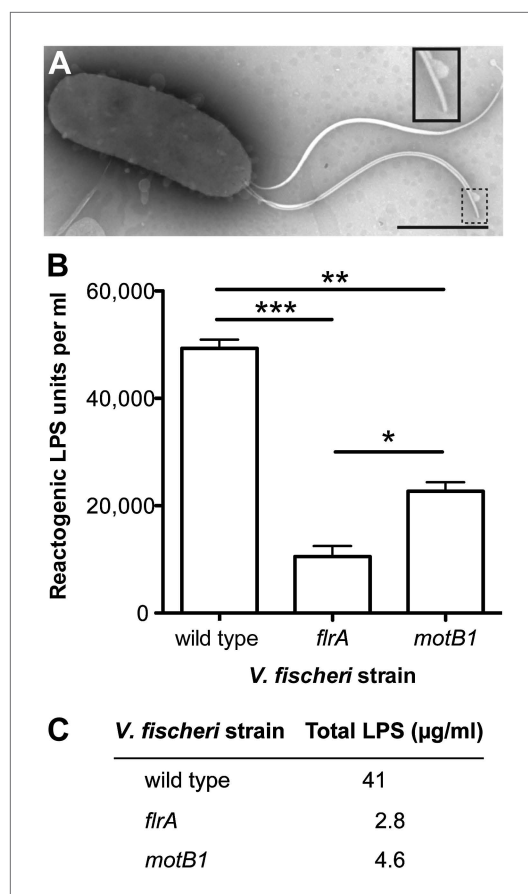 A
B
**
***
*
60,000
40,000
20,000
0
Reactogenic LPS units per ml
wild type flrA motB1
V. fischeri strain
C V. fischeri strain Total LPS (µg/ml)
wild type 41
flrA 2.8
motB1 4.6